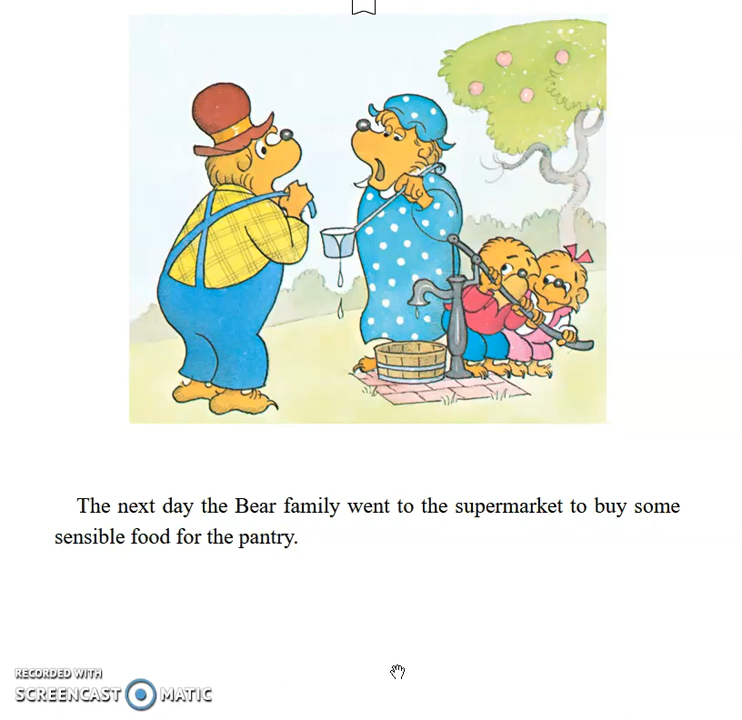 The next day the Bear family went to the supermarket to buy some
sensible food for the pantry.
RECORDED WITH
SCREENCAST MATIC